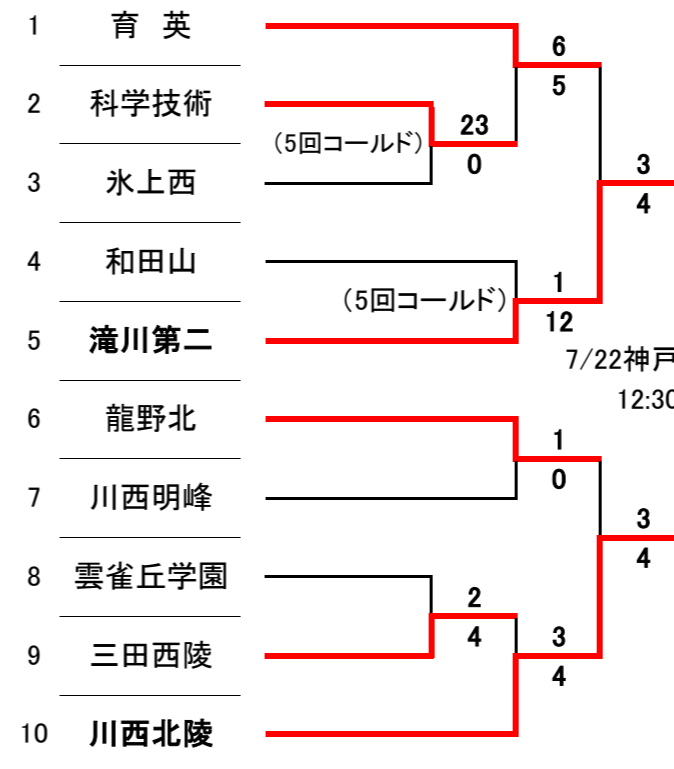 1 育 英
6
5
2 科学技術
(5回コールド)
23
0
3 氷上西
3
4
4 和田山
(5回コールド)
1
12
5 滝川第二
7/22神戸
12:30
6 龍野北
1
0
7 川西明峰
3
4
8 雲雀丘学園
2
4
9 三田西陵
3
4
10 川西北陵